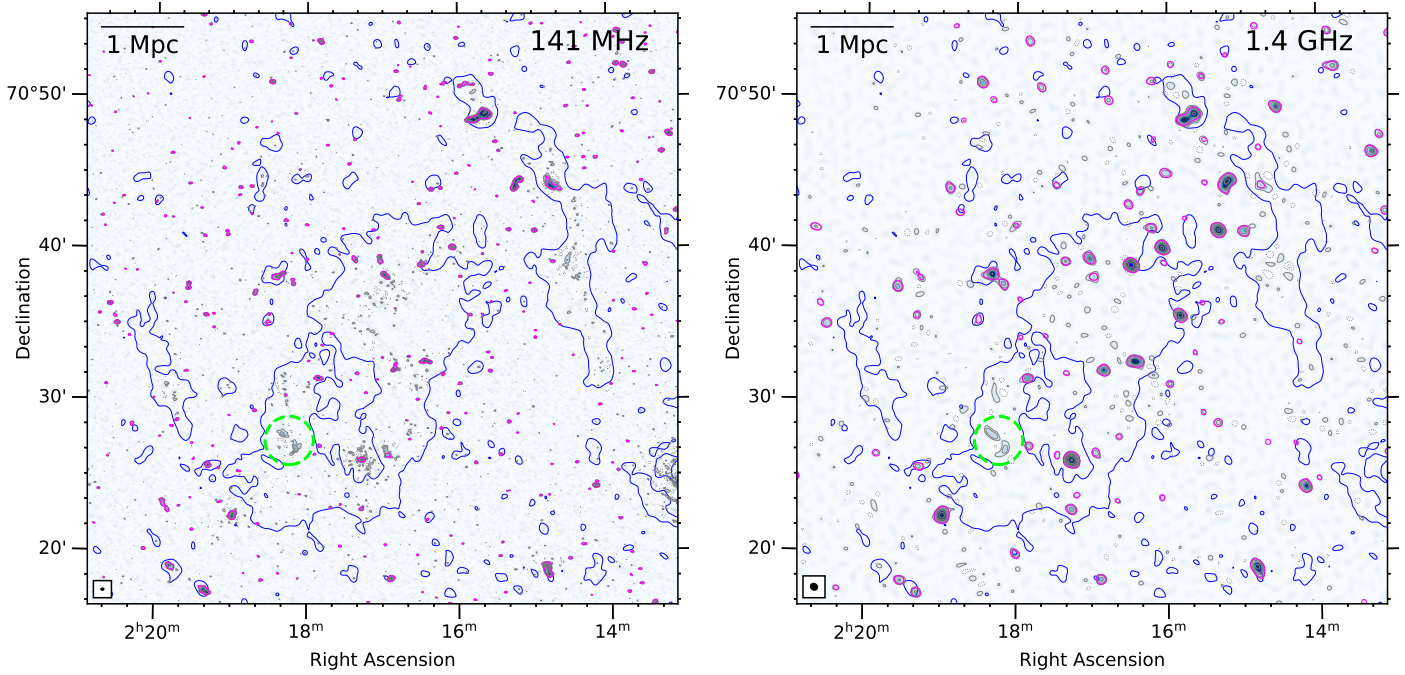 1 Mpc 141 MHz
70°50'
40'
30'
20'
Declination
2ʰ20ᵐ 18ᵐ 16ᵐ 14ᵐ
Right Ascension
1 Mpc 1.4 GHz
70°50'
40'
30'
20'
Declination
2ʰ20ᵐ 18ᵐ 16ᵐ 14ᵐ
Right Ascension